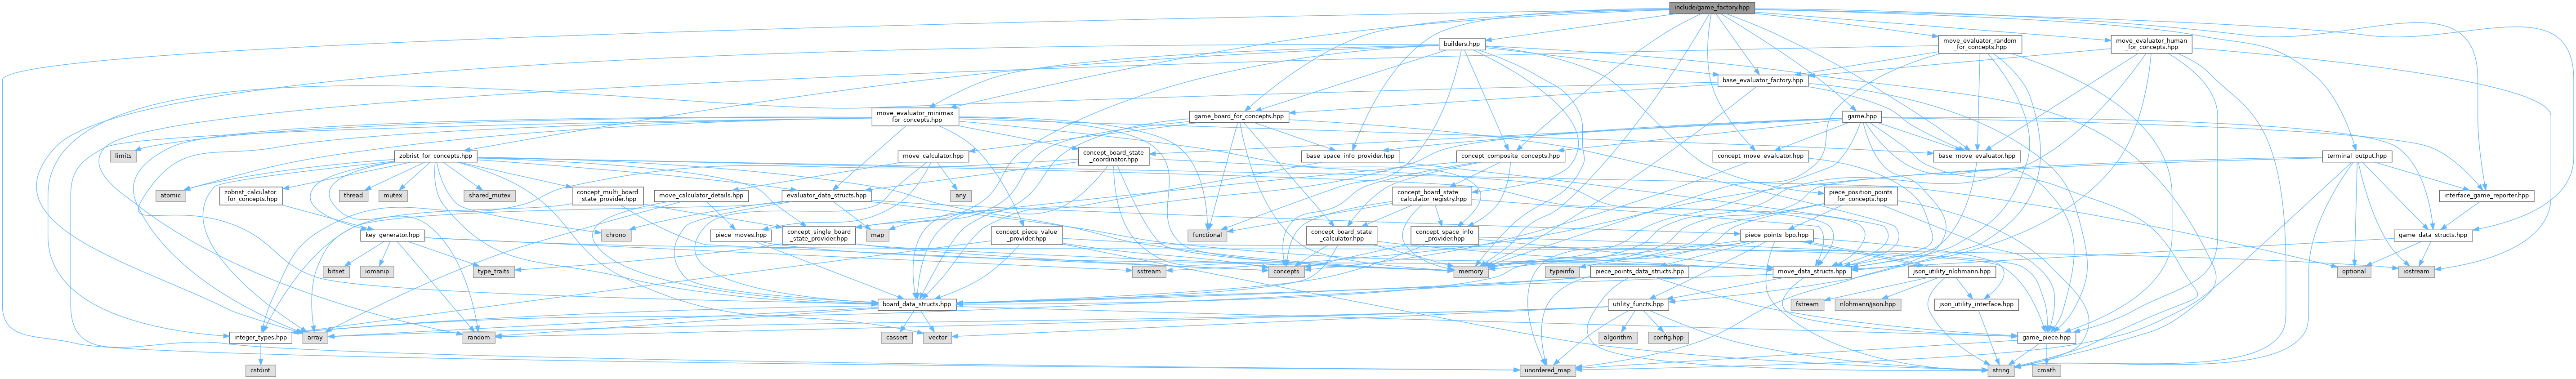 include/game_factory.hpp
builders.hpp
move_evaluator_random
_for_concepts.hpp
move_evaluator_human
_for_concepts.hpp
base_evaluator_factory.hpp
move_evaluator_minimax
_for_concepts.hpp
game_board_for_concepts.hpp
game.hpp
limits
zobrist_for_concepts.hpp
move_calculator.hpp
concept_board_state
_coordinator.hpp
base_space_info_provider.hpp
concept_composite_concepts.hpp
concept_move_evaluator.hpp
base_move_evaluator.hpp
terminal_output.hpp
atomic
zobrist_calculator
_for_concepts.hpp
thread
mutex
shared_mutex
concept_multi_board
_state_provider.hpp
move_calculator_details.hpp
evaluator_data_structs.hpp
any
concept_board_state
_calculator_registry.hpp
piece_position_points
_for_concepts.hpp
interface_game_reporter.hpp
key_generator.hpp
chrono
piece_moves.hpp
concept_single_board
_state_provider.hpp
map
concept_piece_value
_provider.hpp
functional
concept_board_state
_calculator.hpp
concept_space_info
_provider.hpp
piece_points_bpo.hpp
game_data_structs.hpp
bitset
iomanip
type_traits
sstream
concepts
memory
typeinfo
piece_points_data_structs.hpp
move_data_structs.hpp
json_utility_nlohmann.hpp
optional
iostream
board_data_structs.hpp
utility_functs.hpp
fstream
nlohmann/json.hpp
json_utility_interface.hpp
integer_types.hpp
array
random
cassert
vector
algorithm
config.hpp
game_piece.hpp
cstdint
unordered_map
string
cmath